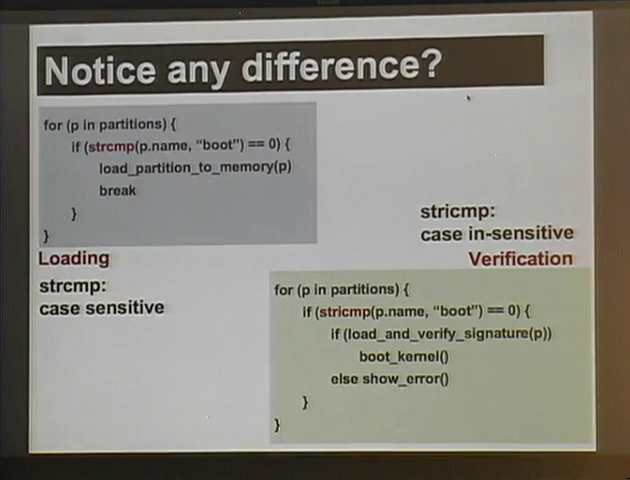 Notice any difference?
for (p in partitions) {
if (strcmp(p.name, “boot”) == 0) {
load_partition_to_memory(p)
break
}
}
Loading
strcmp:
case sensitive
stricmp:
case in-sensitive
Verification
for (p in partitions) {
if (stricmp(p.name, “boot”) == 0) {
if (load_and_verify_signature(p))
boot_kernel()
else show_error()
}
}